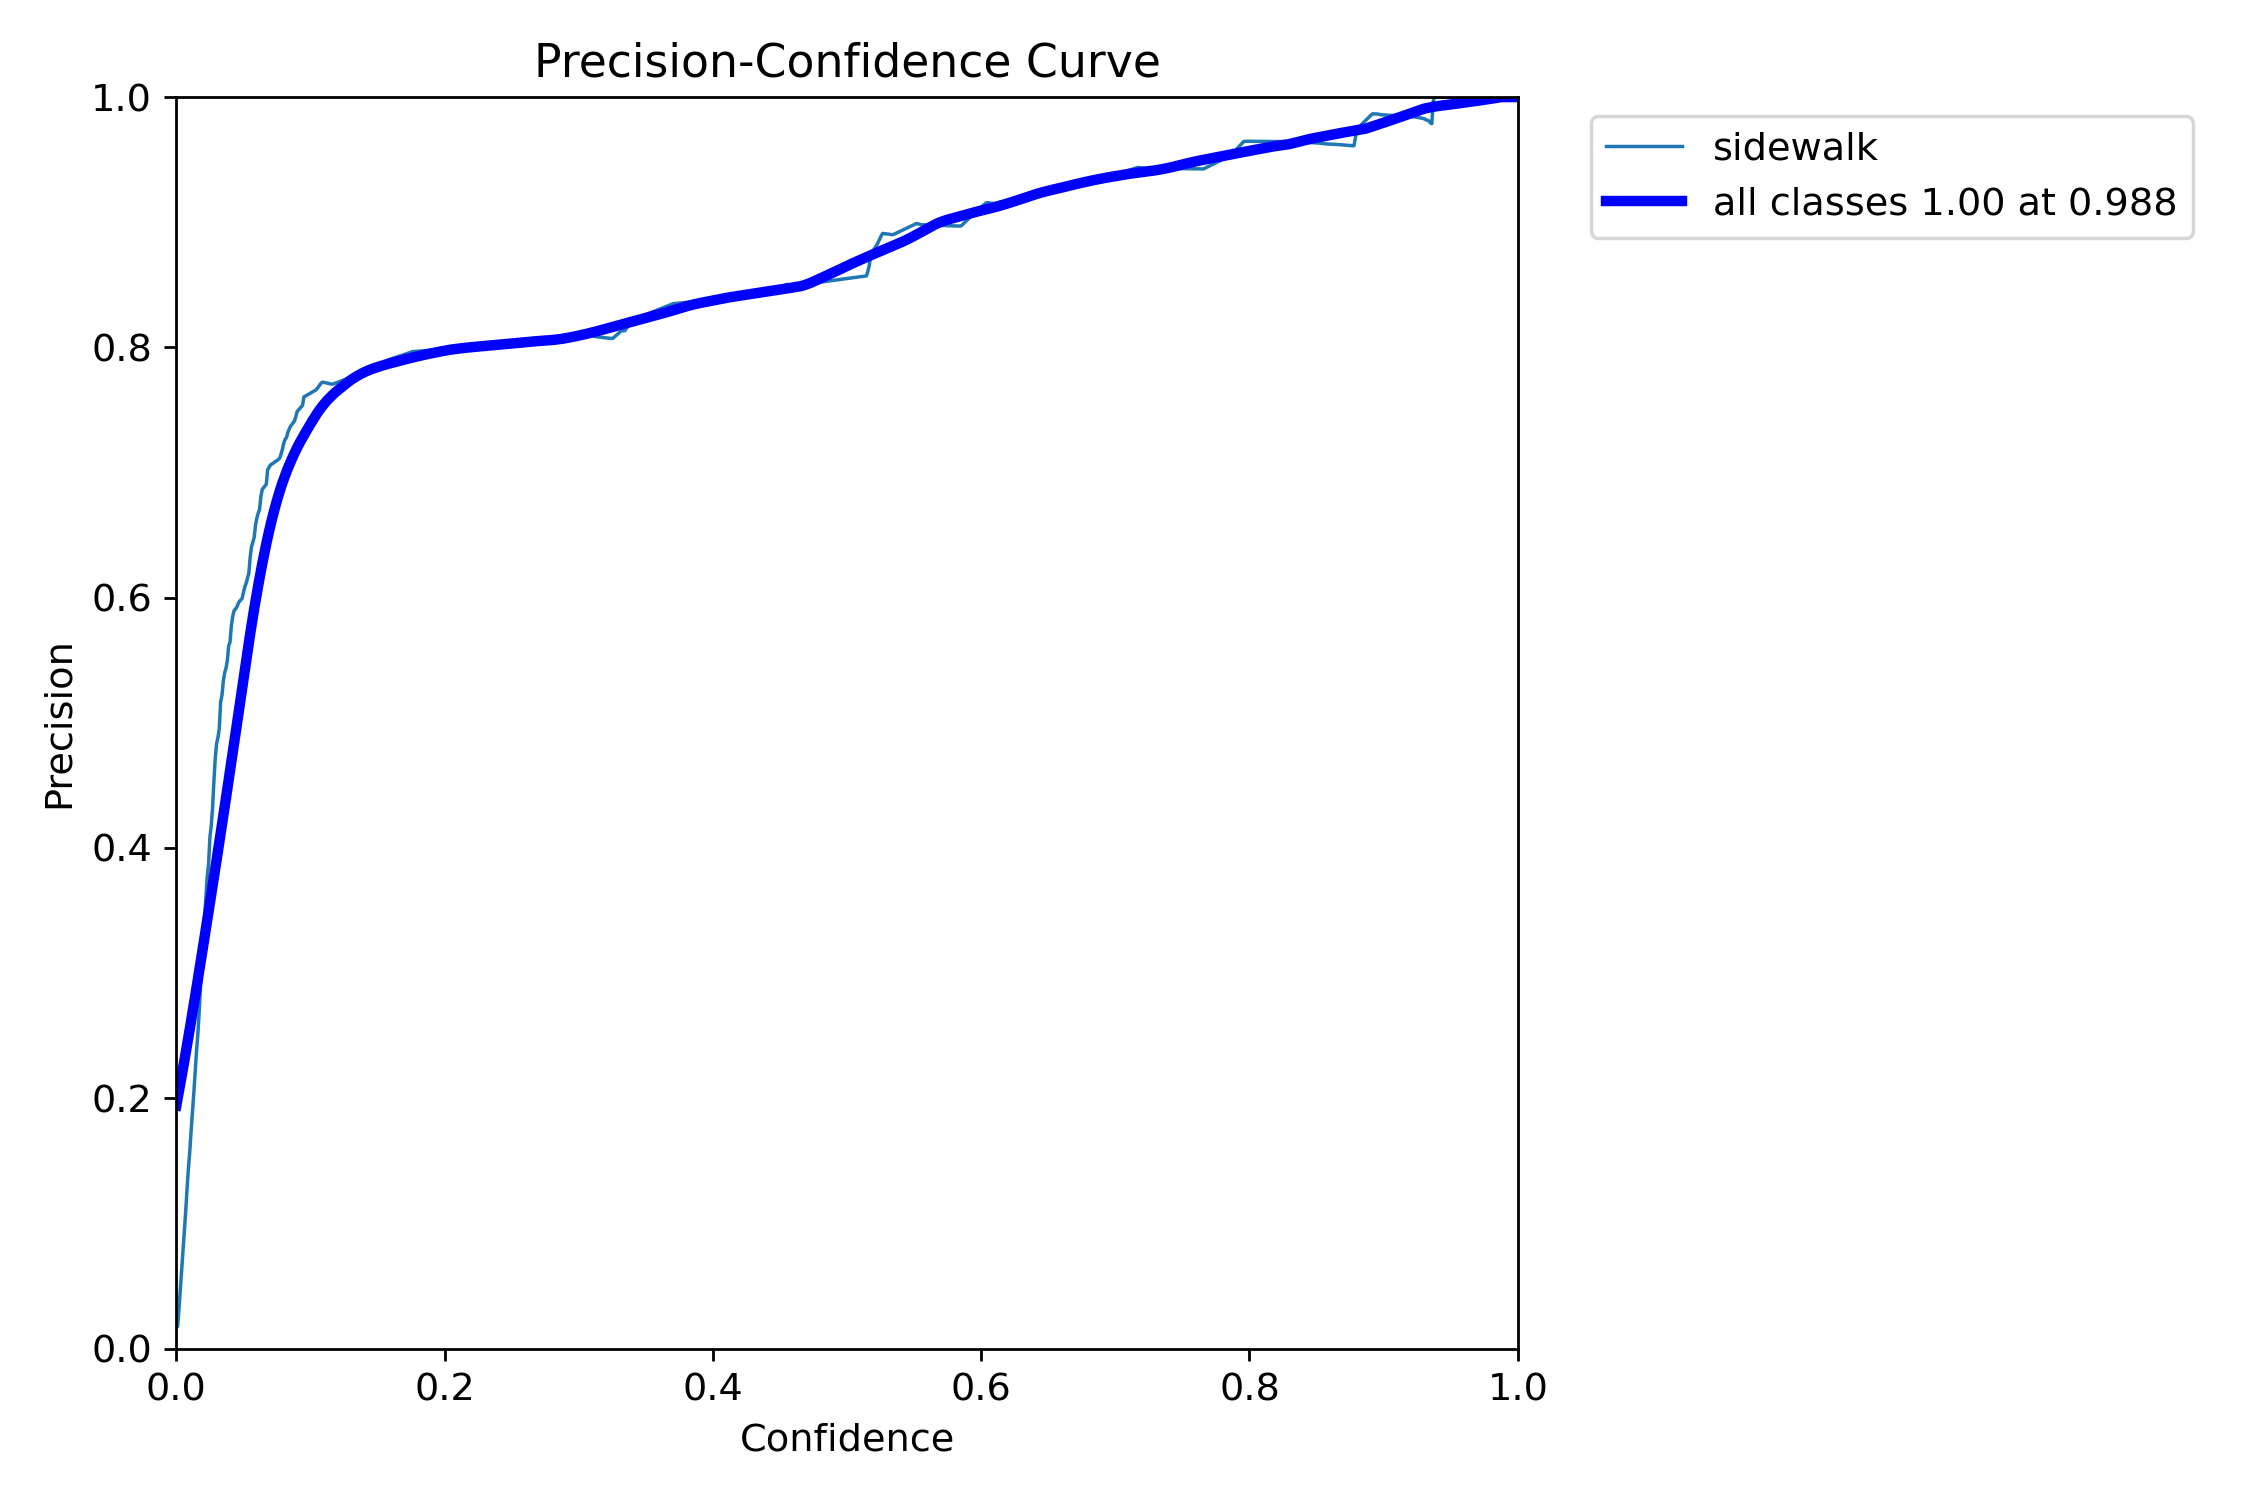 Precision-Confidence Curve
1.0
0.8
0.6
0.4
0.2
0.0
Precision
0.0 0.2 0.4 0.6 0.8 1.0
Confidence
sidewalk
all classes 1.00 at 0.988